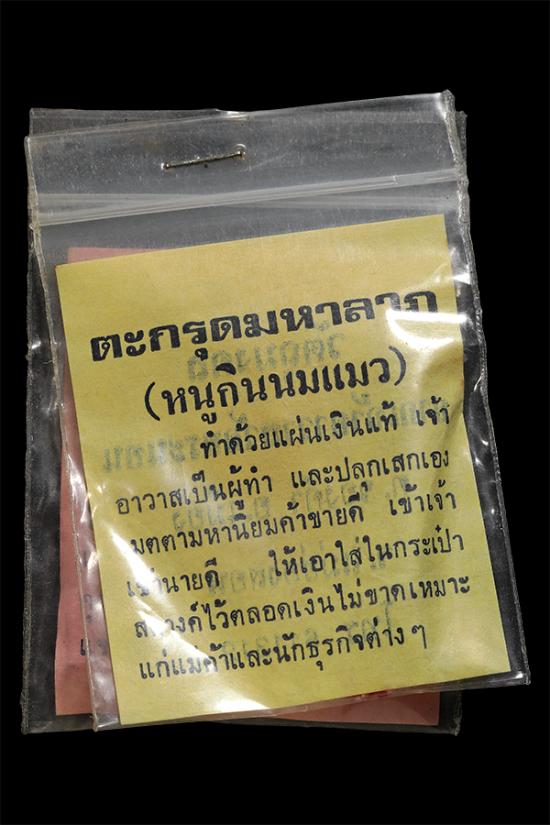 ตะกรุดมหาลาภ
(หนูกินนมแมว)
ทำด้วยแผ่นเงินแท้ เจ้า
อาวาสเป็นผู้ทำ และปลุกเสกเอง
เมตตามหานิยมค้าขายดี เข้าเจ้า
เข้านายดี ให้เอาใส่ในกระเป๋า
สตางค์ไว้ตลอดเงินไม่ขาดเหมาะ
แก่แม่ค้าและนักธุรกิจต่าง ๆ